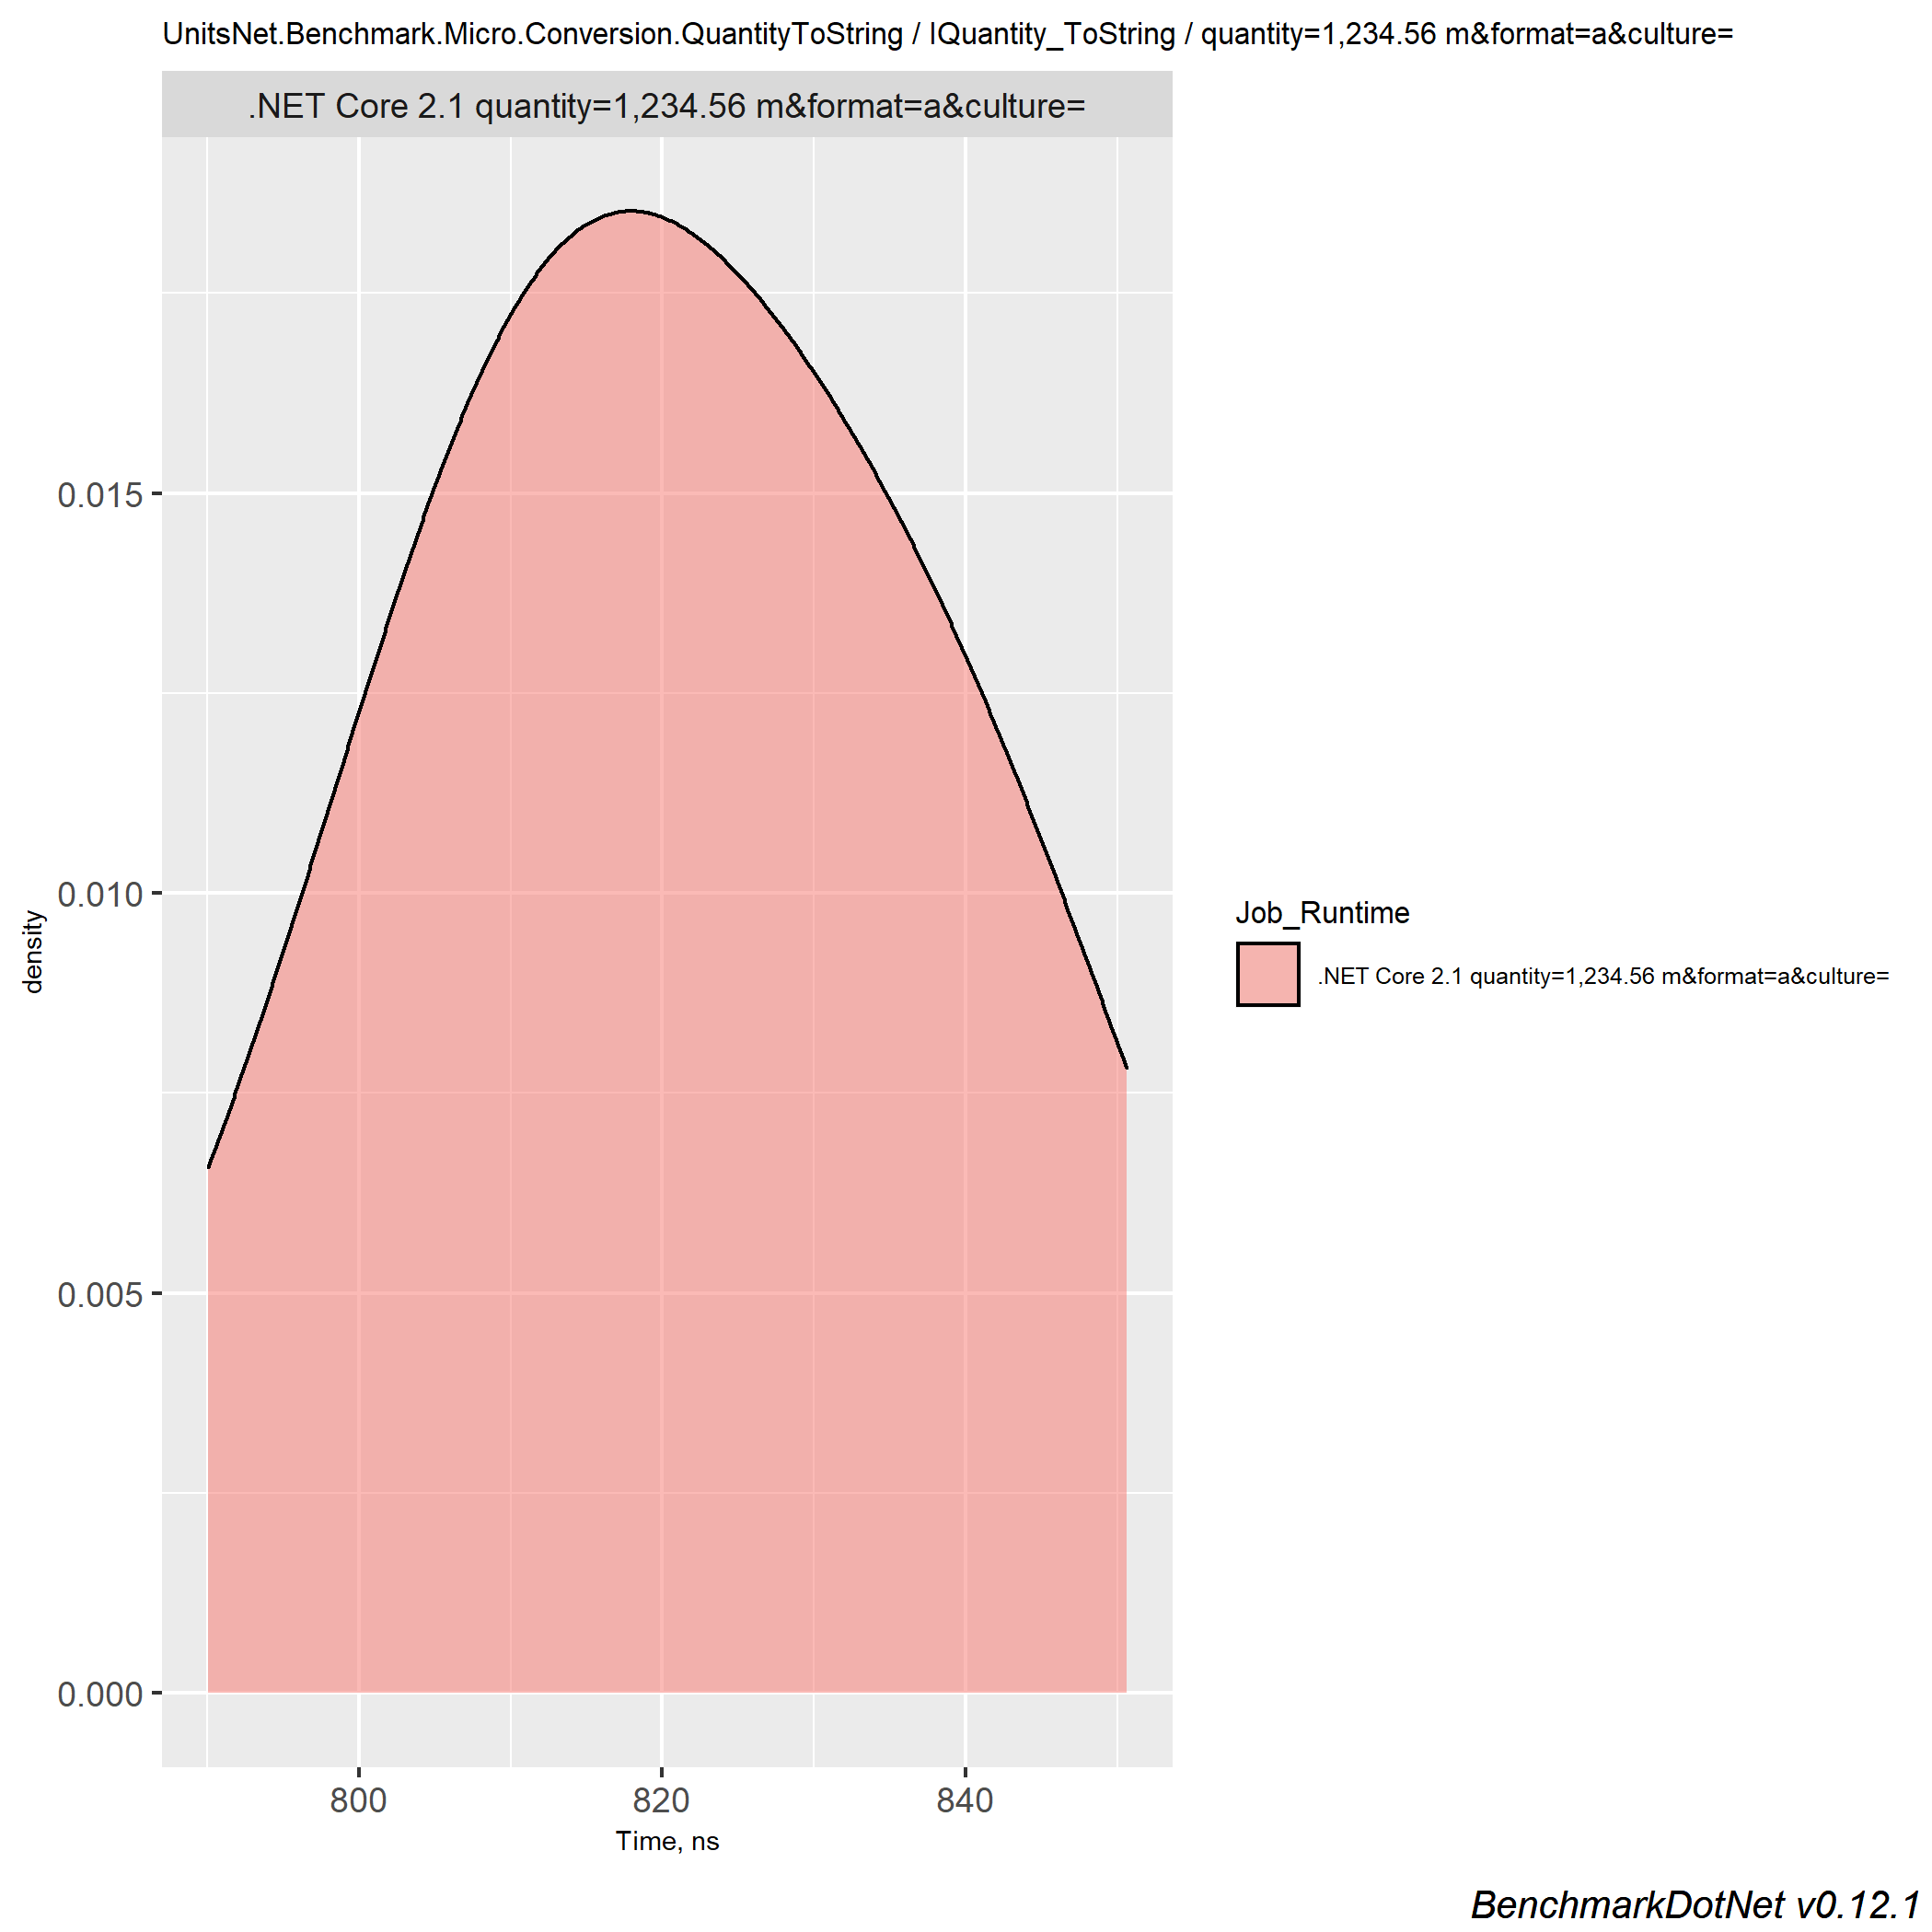 UnitsNet.Benchmark.Micro.Conversion.QuantityToString / IQuantity_ToString / quantity=1,234.56 m&format=a&culture=
.NET Core 2.1 quantity=1,234.56 m&format=a&culture=
0.015
0.010
0.005
0.000
density
800
820
840
Time, ns
Job_Runtime
.NET Core 2.1 quantity=1,234.56 m&format=a&culture=
BenchmarkDotNet v0.12.1